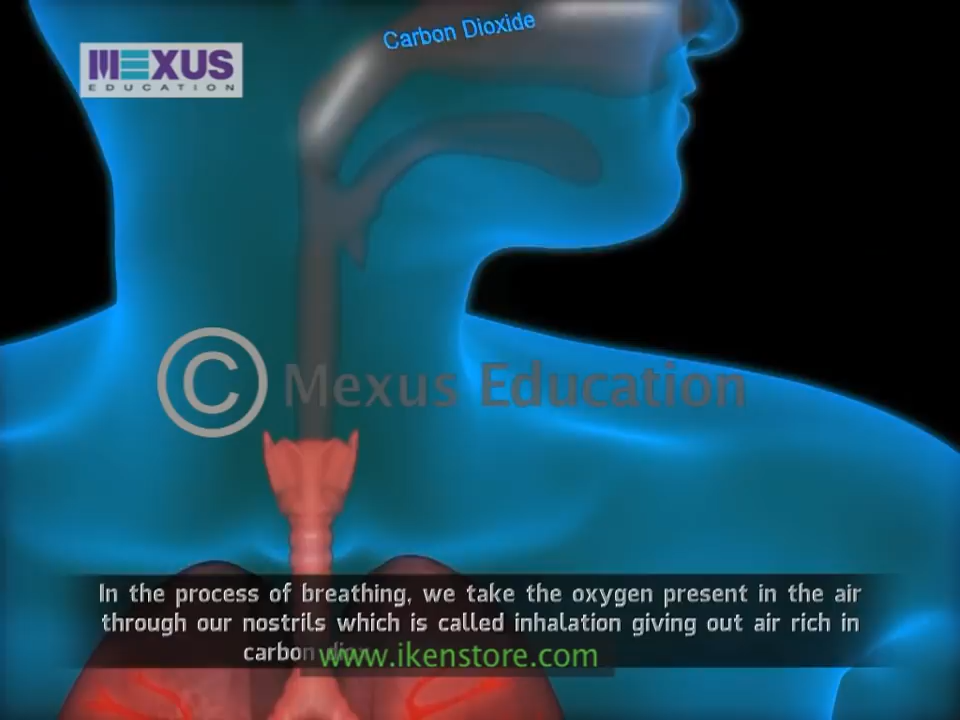 Carbon Dioxide
MEXUS
EDUCATION
© Mexus Education
In the process of breathing, we take the oxygen present in the air
through our nostrils which is called inhalation giving out air rich in
carbon
www.ikenstore.com